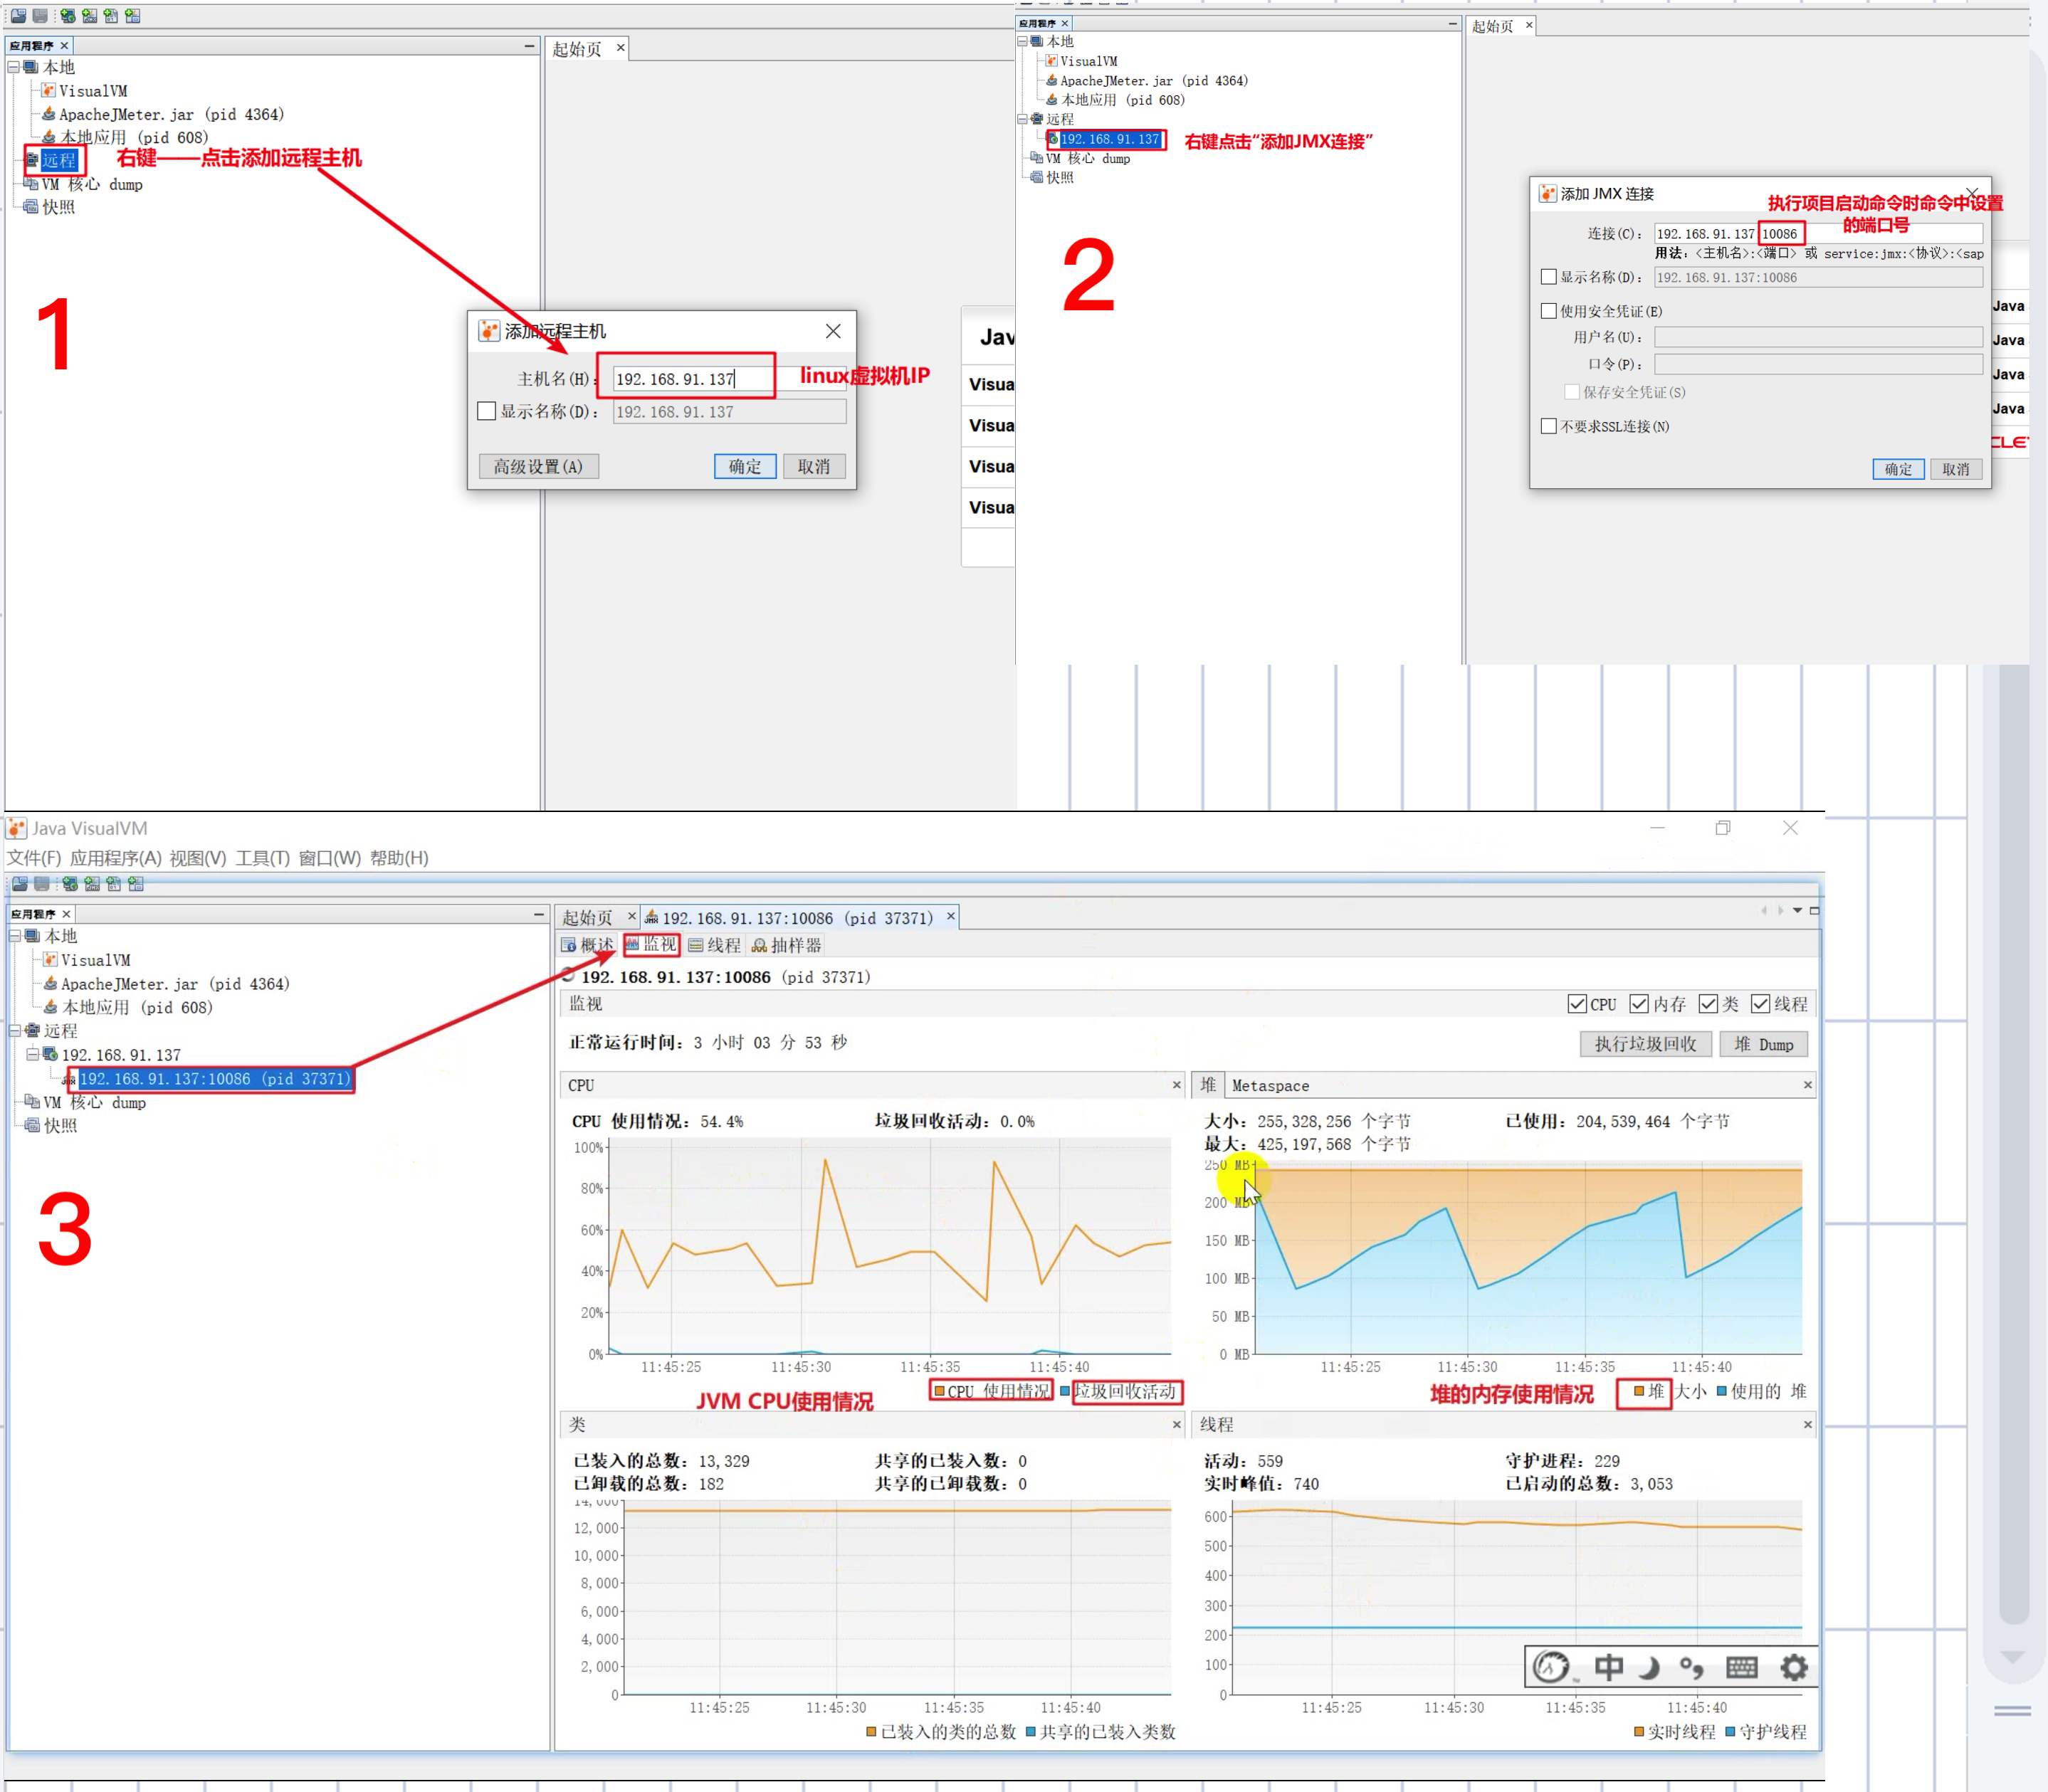 应用程序 ×
起始页 ×
本地
VisualVM
ApacheJMeter.jar (pid 4364)
本地应用 (pid 608)
远程 右键——点击添加远程主机
VM 核心 dump
快照
1
添加远程主机
主机名(H): 192.168.91.137 linux虚拟机IP
显示名称(D): 192.168.91.137
高级设置(A) 确定 取消
Jav
Visua
Visua
Visua
Visua
应用程序 ×
起始页 ×
本地
VisualVM
ApacheJMeter.jar (pid 4364)
本地应用 (pid 608)
远程
192.168.91.137 右键点击“添加JMX连接”
VM 核心 dump
快照
2
添加 JMX 连接
执行项目启动命令时命令中设置
的端口号
连接(C): 192.168.91.137:10086
用法: <主机名>:<端口> 或 service:jmx:<协议>:<sap
显示名称(D): 192.168.91.137:10086
使用安全凭证(E)
用户名(U):
口令(P):
保存安全凭证(S)
不要求SSL连接(N)
确定 取消
Java
Java
Java
Java
CLE
Java VisualVM
文件(F) 应用程序(A) 视图(V) 工具(T) 窗口(W) 帮助(H)
应用程序 ×
本地
VisualVM
ApacheJMeter.jar (pid 4364)
本地应用 (pid 608)
远程
192.168.91.137
192.168.91.137:10086 (pid 37371)
VM 核心 dump
快照
3
起始页 × JMX 192.168.91.137:10086 (pid 37371) ×
概述 监视 线程 抽样器
192.168.91.137:10086 (pid 37371)
监视 CPU 内存 类 线程
正常运行时间: 3 小时 03 分 53 秒 执行垃圾回收 堆 Dump
CPU ×
CPU 使用情况: 54.4% 垃圾回收活动: 0.0%
100%
80%
60%
40%
20%
0%
11:45:25 11:45:30 11:45:35 11:45:40
JVM CPU使用情况 CPU 使用情况 垃圾回收活动
堆 Metaspace ×
大小: 255,328,256 个字节 已使用: 204,539,464 个字节
最大: 425,197,568 个字节
250 MB
200 MB
150 MB
100 MB
50 MB
0 MB
11:45:25 11:45:30 11:45:35 11:45:40
堆的内存使用情况 堆 大小 使用的 堆
类 ×
已装入的总数: 13,329 共享的已装入数: 0
已卸载的总数: 182 共享的已卸载数: 0
14,000
12,000
10,000
8,000
6,000
4,000
2,000
0
11:45:25 11:45:30 11:45:35 11:45:40
已装入的类的总数 共享的已装入类数
线程 ×
活动: 559 守护进程: 229
实时峰值: 740 已启动的总数: 3,053
600
500
400
300
200
100
0
中
11:45:25 11:45:30 11:45:35 11:45:40
实时线程 守护线程